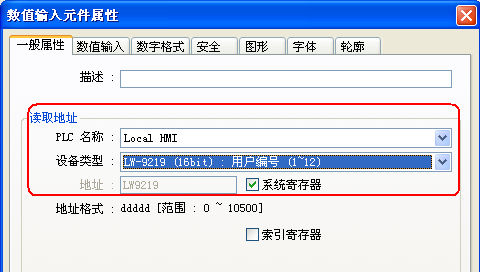 数值输入元件属性
一般属性 数值输入 数字格式 安全 图形 字体 轮廓
描述 :
读取地址
PLC 名称 : Local HMI
设备类型 : LW-9219 (16bit) : 用户编号 (1~12)
地址 : LW9219 系统寄存器
地址格式 : ddddd [范围 : 0 ~ 10500]
索引寄存器